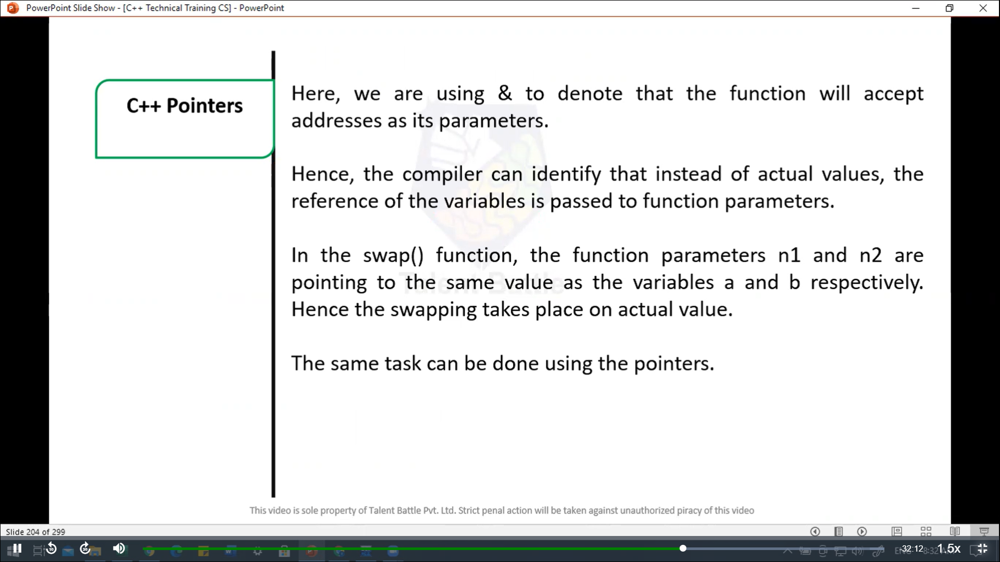 PowerPoint Slide Show - [C++ Technical Training CS] - PowerPoint
C++ Pointers
Here, we are using & to denote that the function will accept
addresses as its parameters.
Hence, the compiler can identify that instead of actual values, the
reference of the variables is passed to function parameters.
In the swap() function, the function parameters n1 and n2 are
pointing to the same value as the variables a and b respectively.
Hence the swapping takes place on actual value.
The same task can be done using the pointers.
Talent Battle
This video is sole property of Talent Battle Pvt. Ltd. Strict penal action will be taken against unauthorized piracy of this video
Slide 204 of 299
10
30
-32:12
1.5x